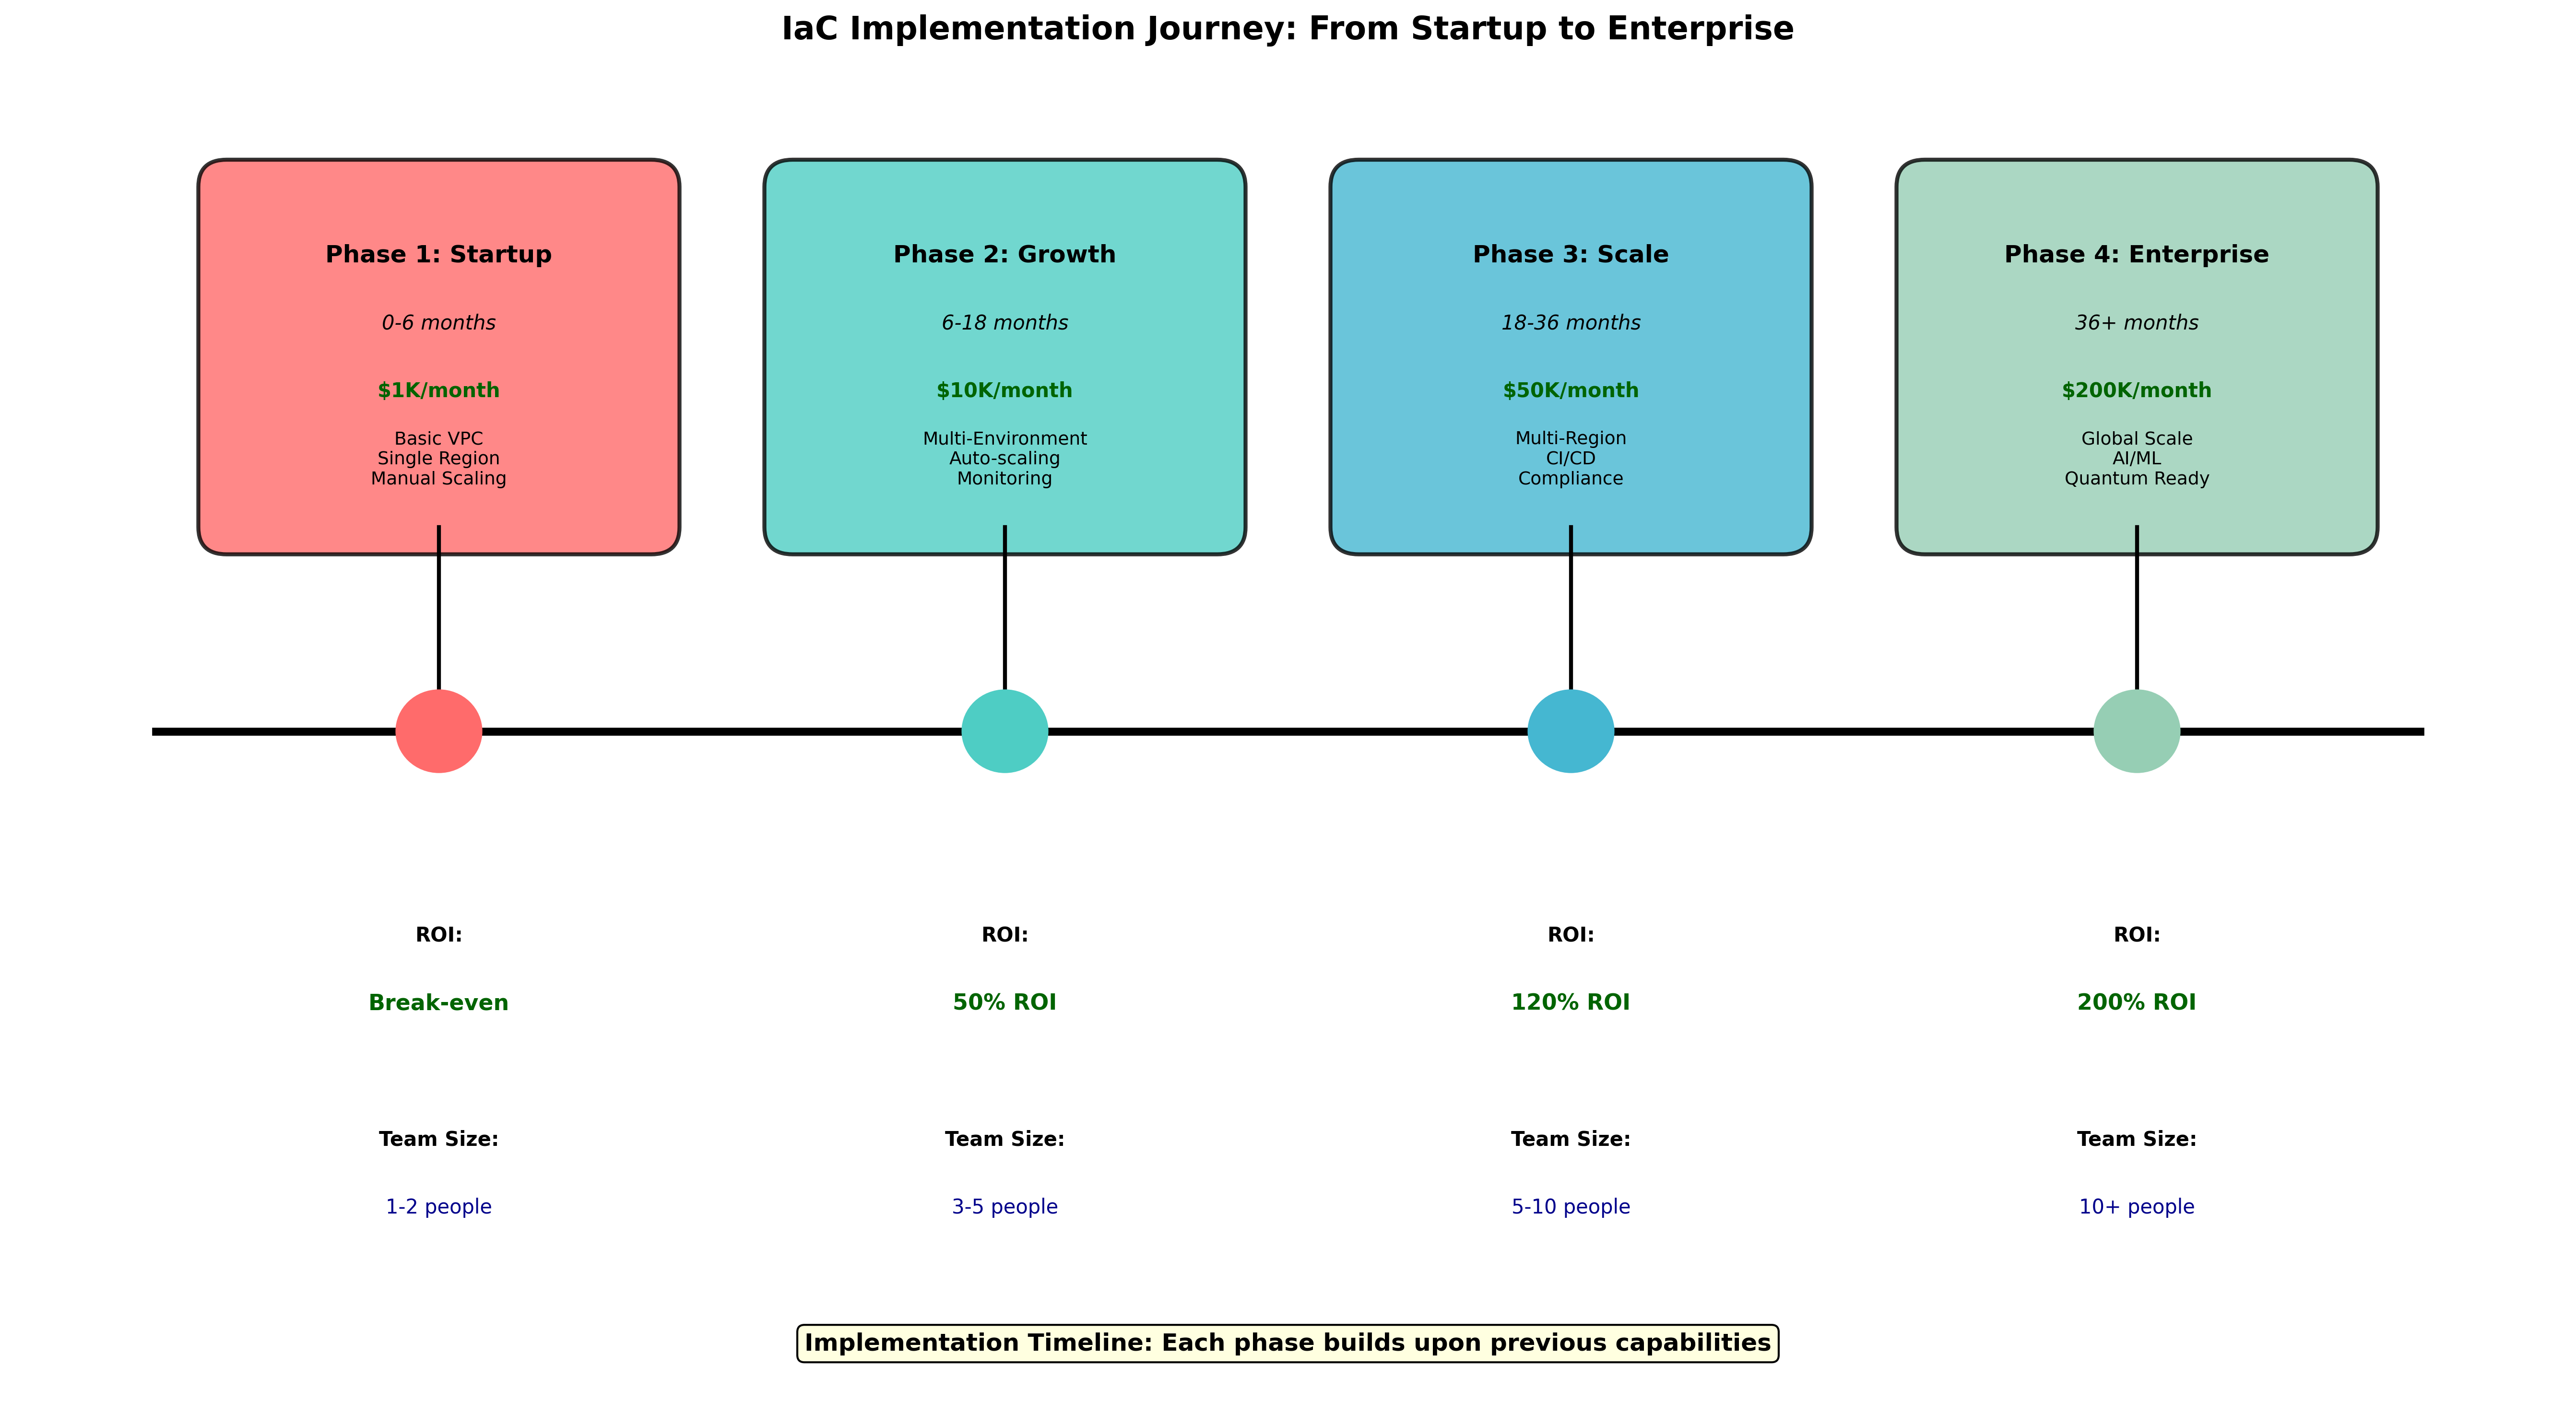 IaC Implementation Journey: From Startup to Enterprise
Phase 1: Startup
0-6 months
$1K/month
Basic VPC
Single Region
Manual Scaling
Phase 2: Growth
6-18 months
$10K/month
Multi-Environment
Auto-scaling
Monitoring
Phase 3: Scale
18-36 months
$50K/month
Multi-Region
CI/CD
Compliance
Phase 4: Enterprise
36+ months
$200K/month
Global Scale
AI/ML
Quantum Ready
ROI:
Break-even
Team Size:
1-2 people
ROI:
50% ROI
Team Size:
3-5 people
ROI:
120% ROI
Team Size:
5-10 people
ROI:
200% ROI
Team Size:
10+ people
Implementation Timeline: Each phase builds upon previous capabilities